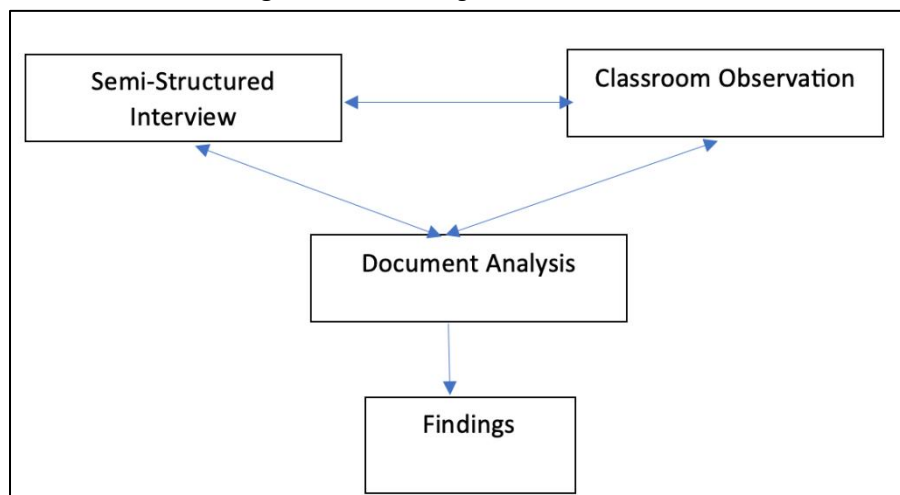 Semi-Structured
Interview
Classroom Observation
Document Analysis
Findings